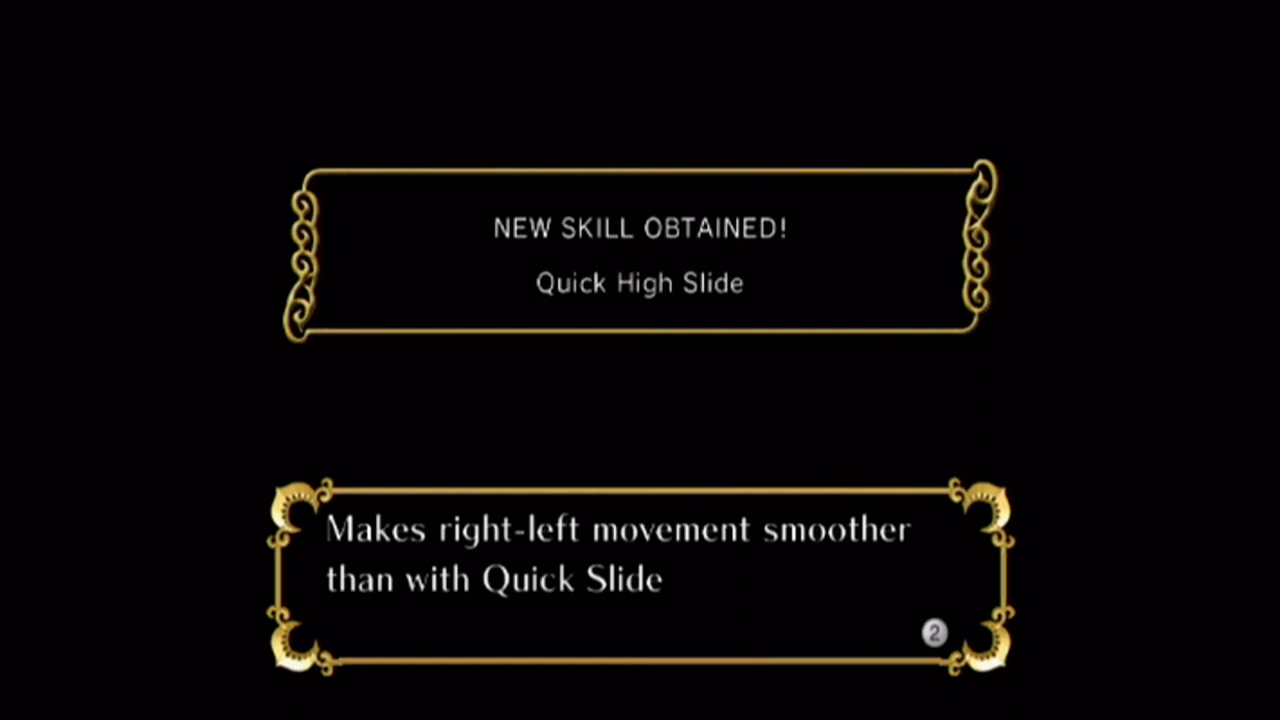 NEW SKILL OBTAINED!
Quick High Slide
Makes right-left movement smoother
than with Quick Slide
2